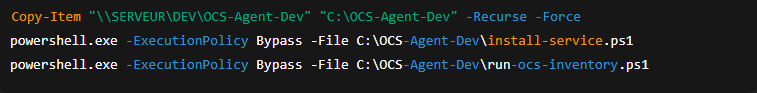 Copy-Item "\\SERVEUR\DEV\OCS-Agent-Dev" "C:\OCS-Agent-Dev" -Recurse -Force
powershell.exe -ExecutionPolicy Bypass -File C:\OCS-Agent-Dev\install-service.ps1
powershell.exe -ExecutionPolicy Bypass -File C:\OCS-Agent-Dev\run-ocs-inventory.ps1